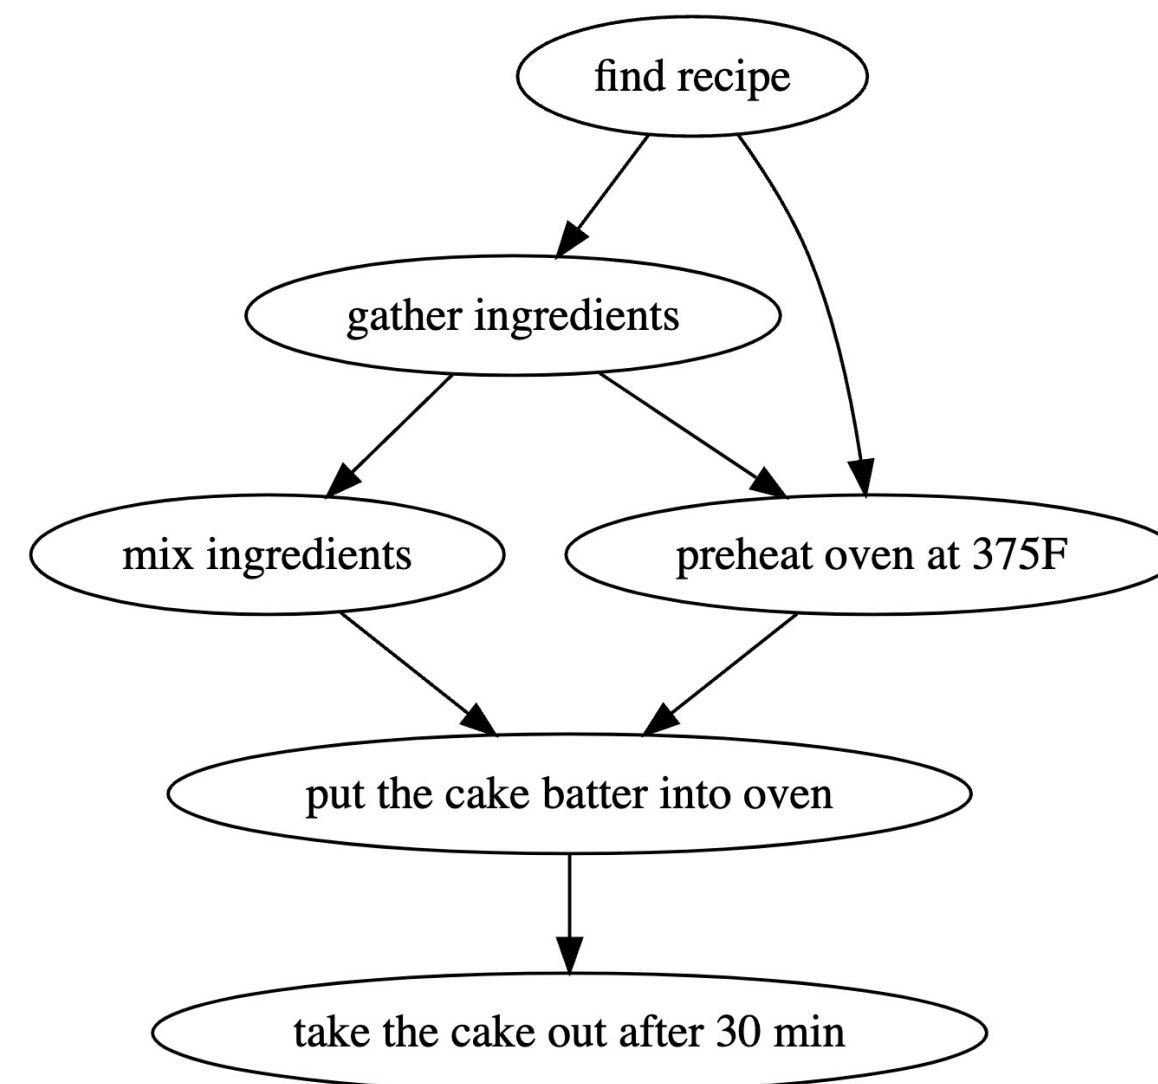 find recipe
gather ingredients
mix ingredients
preheat oven at 375F
put the cake batter into oven
take the cake out after 30 min